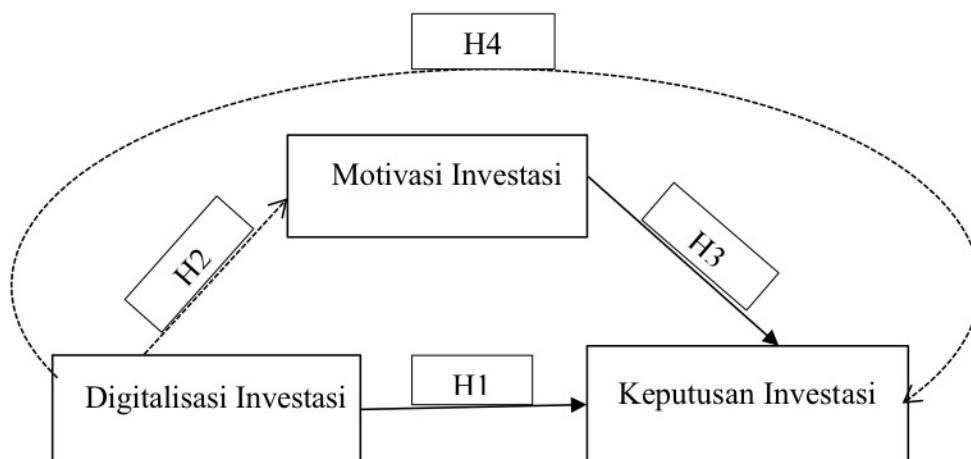 H4
Motivasi Investasi
H2
H3
Digitalisasi Investasi
H1
Keputusan Investasi